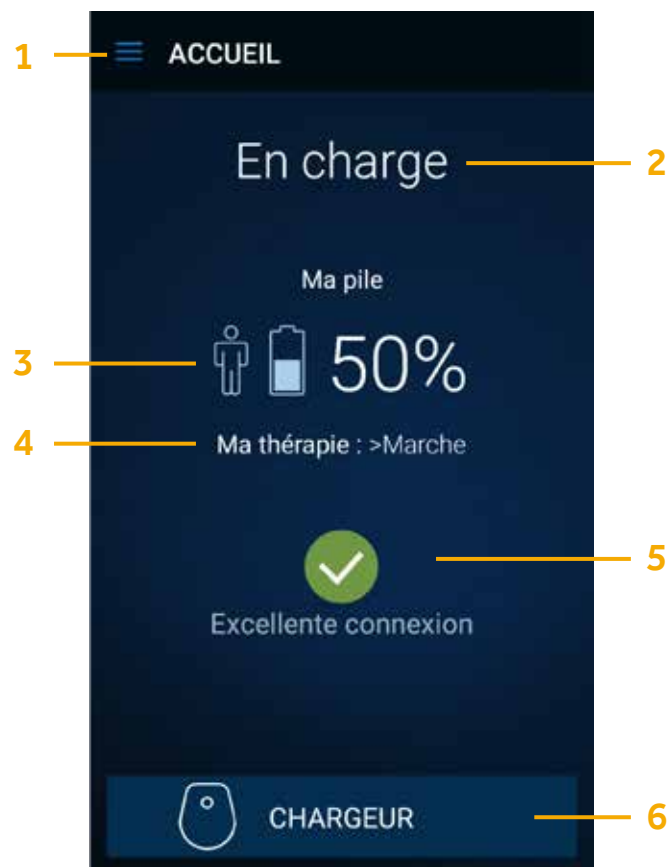 1 ACCUEIL
En charge 2
Ma pile
3 50%
4 Ma thérapie : >Marche
5
Excellente connexion
CHARGEUR 6